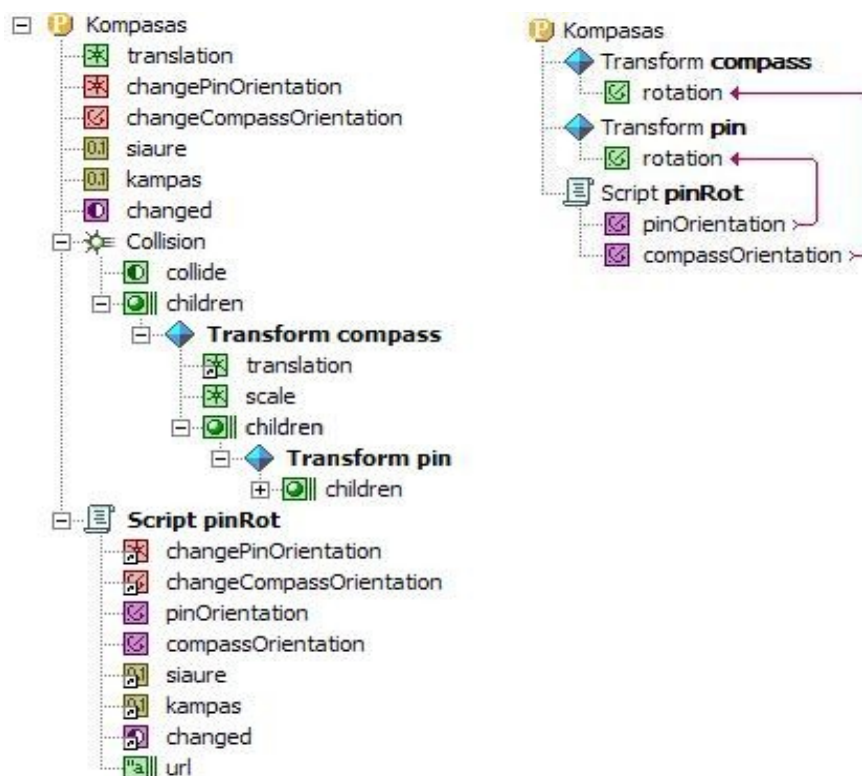 Kompasas
translation
changePinOrientation
changeCompassOrientation
siaure
kampas
changed
Collision
collide
children
Transform compass
translation
scale
children
Transform pin
children
Script pinRot
changePinOrientation
changeCompassOrientation
pinOrientation
compassOrientation
siaure
kampas
changed
url
Kompasas
Transform compass
rotation
Transform pin
rotation
Script pinRot
pinOrientation
compassOrientation